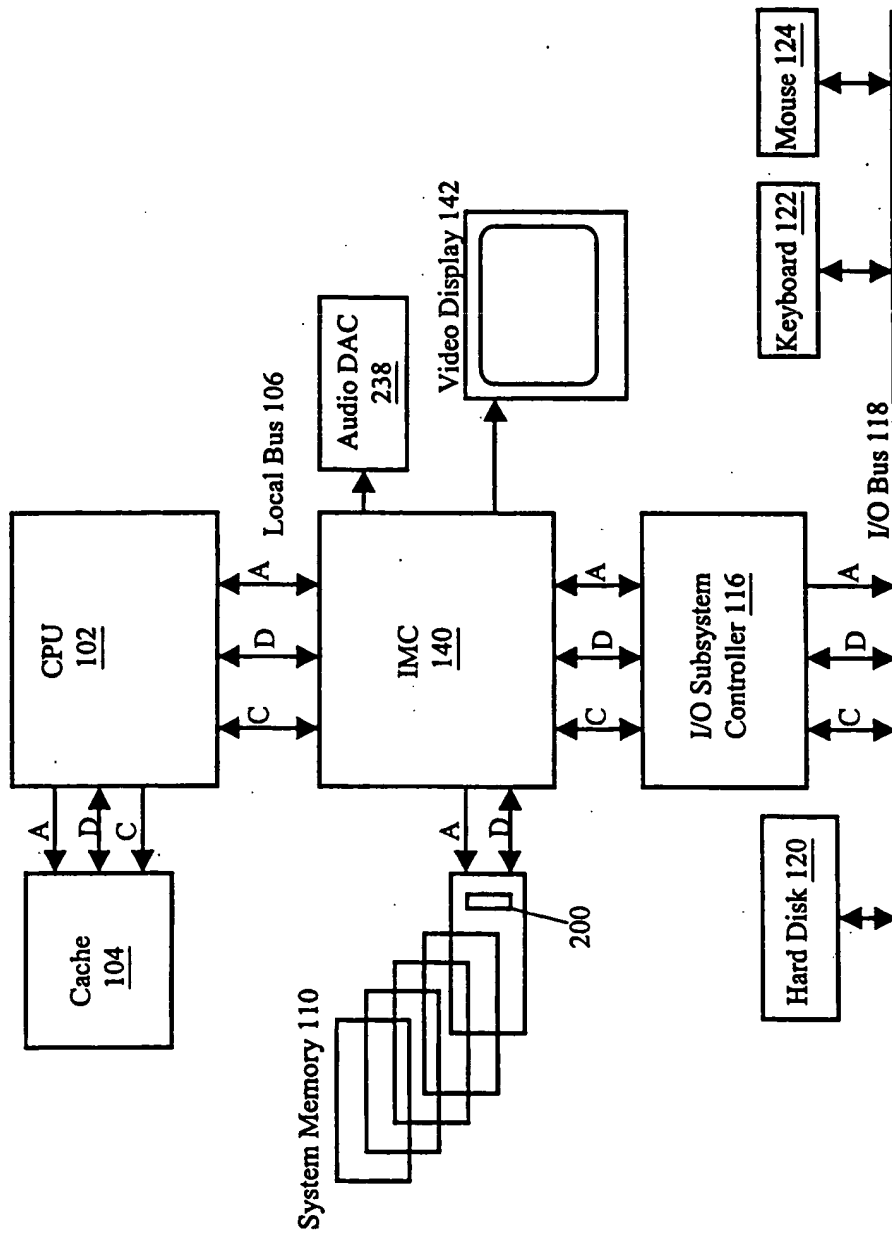 Cache
104
A
D
C
CPU
102
C
D
A
Local Bus 106
System Memory 110
200
A
D
IMC
140
Audio DAC
238
Video Display 142
C
D
A
I/O Subsystem
Controller 116
Hard Disk 120
C
D
A
I/O Bus 118
Keyboard 122
Mouse 124